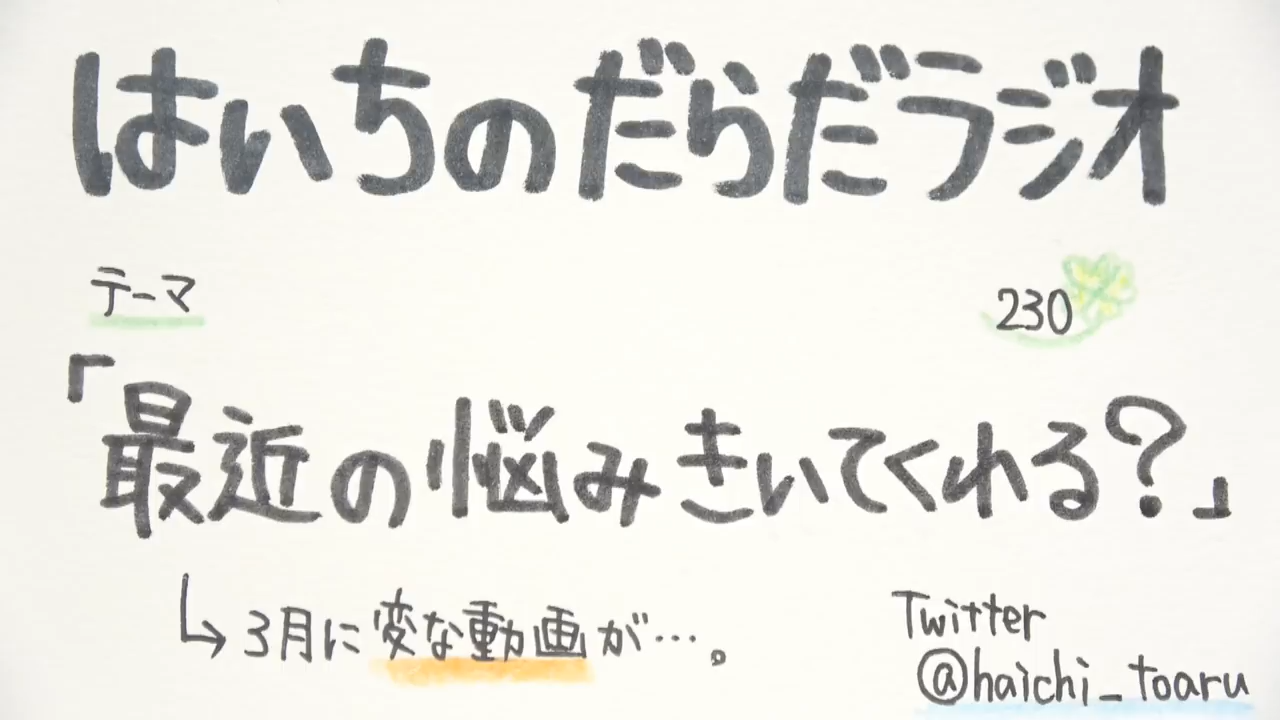 はいちのだらだラジオ
テーマ
230
「最近の悩みきいてくれる?」
↳3月に変な動画が…。
Twitter
@haichi_toaru